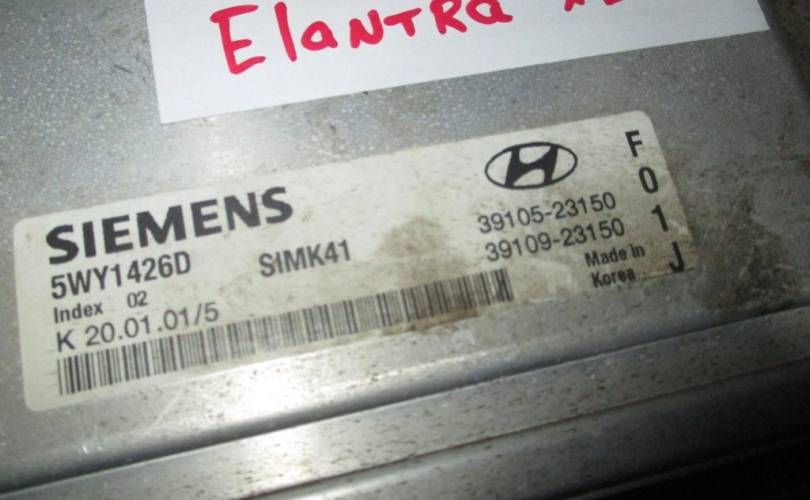 Elantra
SIEMENS
5WY1426D
SIMK41
Index 02
K 20.01.01/5
39105-23150
39109-23150
Made in
Korea
F
0
1
J